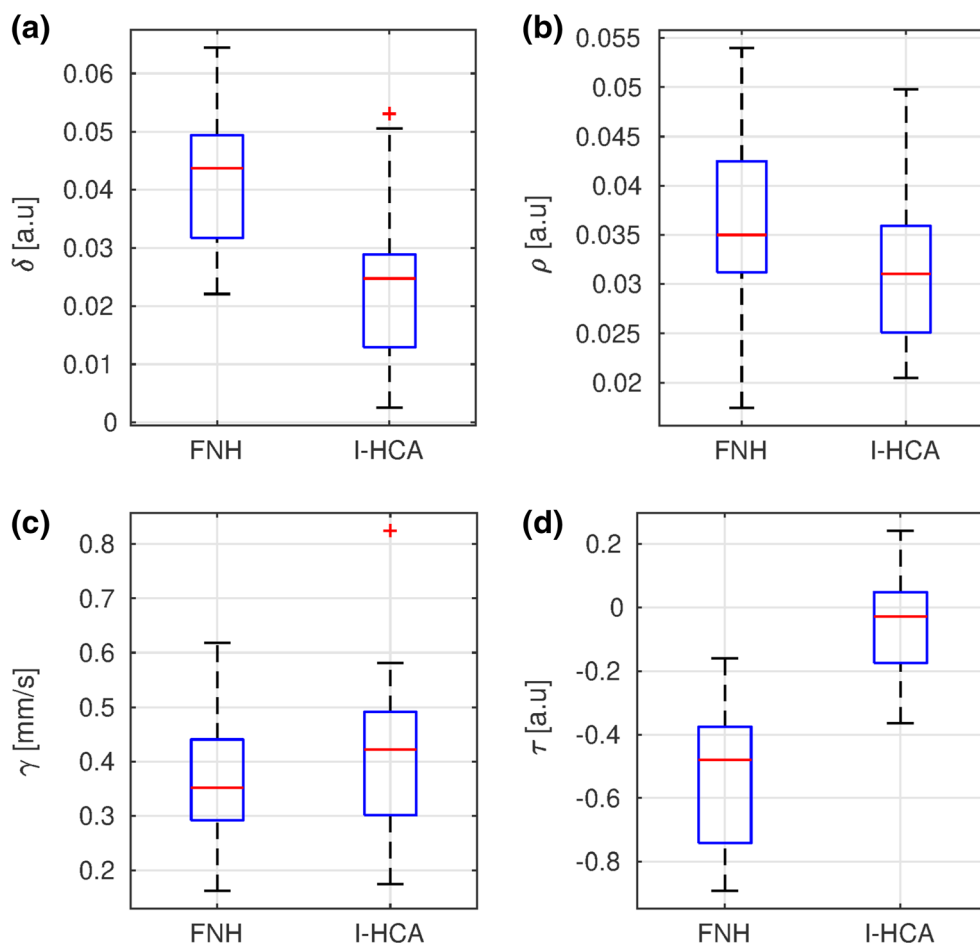 (a)
0.06
0.05
0.04
0.03
0.02
0.01
0
δ [a.u]
FNH I-HCA
(b)
0.055
0.05
0.045
0.04
0.035
0.03
0.025
0.02
ρ [a.u]
FNH I-HCA
(c)
0.8
0.7
0.6
0.5
0.4
0.3
0.2
γ [mm/s]
FNH I-HCA
(d)
0.2
0
-0.2
-0.4
-0.6
-0.8
τ [a.u]
FNH I-HCA